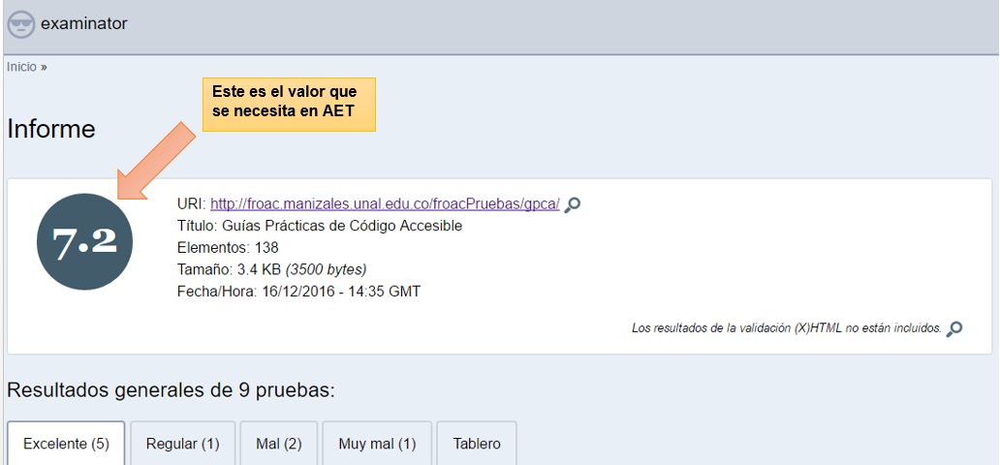 examinator
Inicio »
Este es el valor que
se necesita en AET
Informe
7.2
URI: http://froac.manizales.unal.edu.co/froacPruebas/gpca/
Título: Guías Prácticas de Código Accesible
Elementos: 138
Tamaño: 3.4 KB (3500 bytes)
Fecha/Hora: 16/12/2016 - 14:35 GMT
Los resultados de la validación (X)HTML no están incluidos.
Resultados generales de 9 pruebas:
Excelente (5) Regular (1) Mal (2) Muy mal (1) Tablero